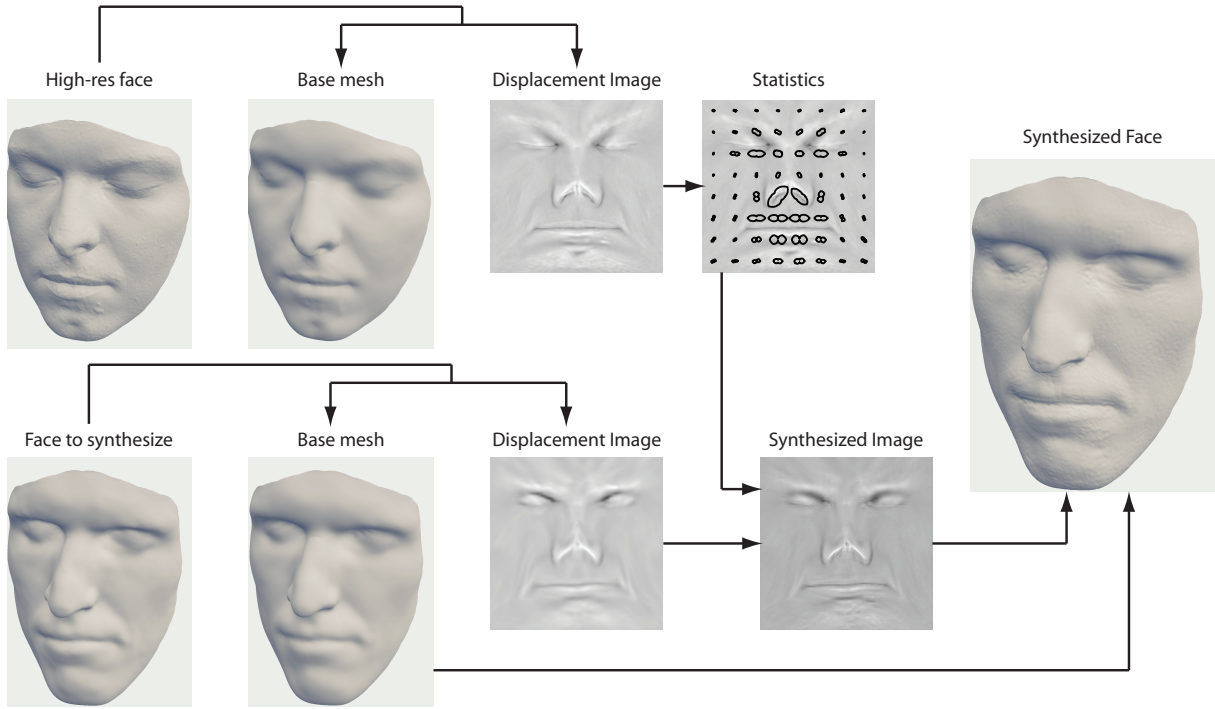 High-res face
Base mesh
Displacement Image
Statistics
Synthesized Face
Face to synthesize
Base mesh
Displacement Image
Synthesized Image